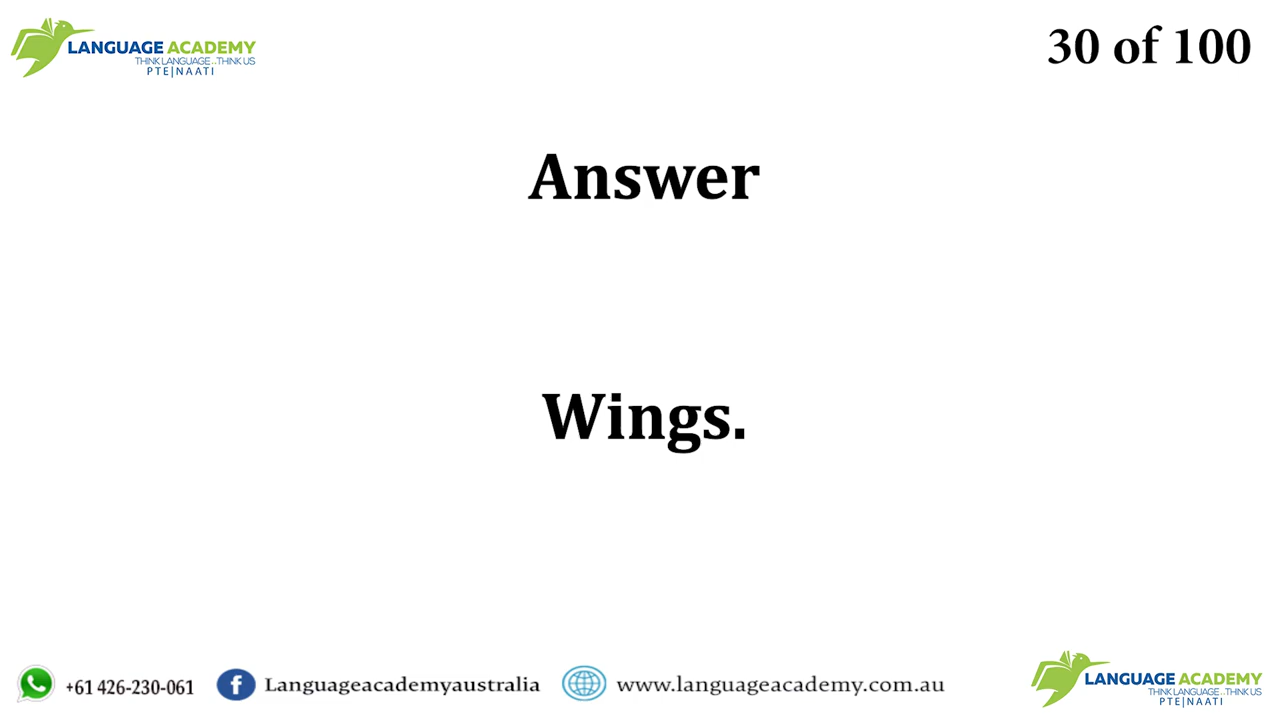 LANGUAGE ACADEMY
THINK LANGUAGE .. THINK US
PTE|NAATI
30 of 100
Answer
Wings.
+61 426-230-061
Languageacademyaustralia
www.languageacademy.com.au
LANGUAGE ACADEMY
THINK LANGUAGE .. THINK US
PTE|NAATI